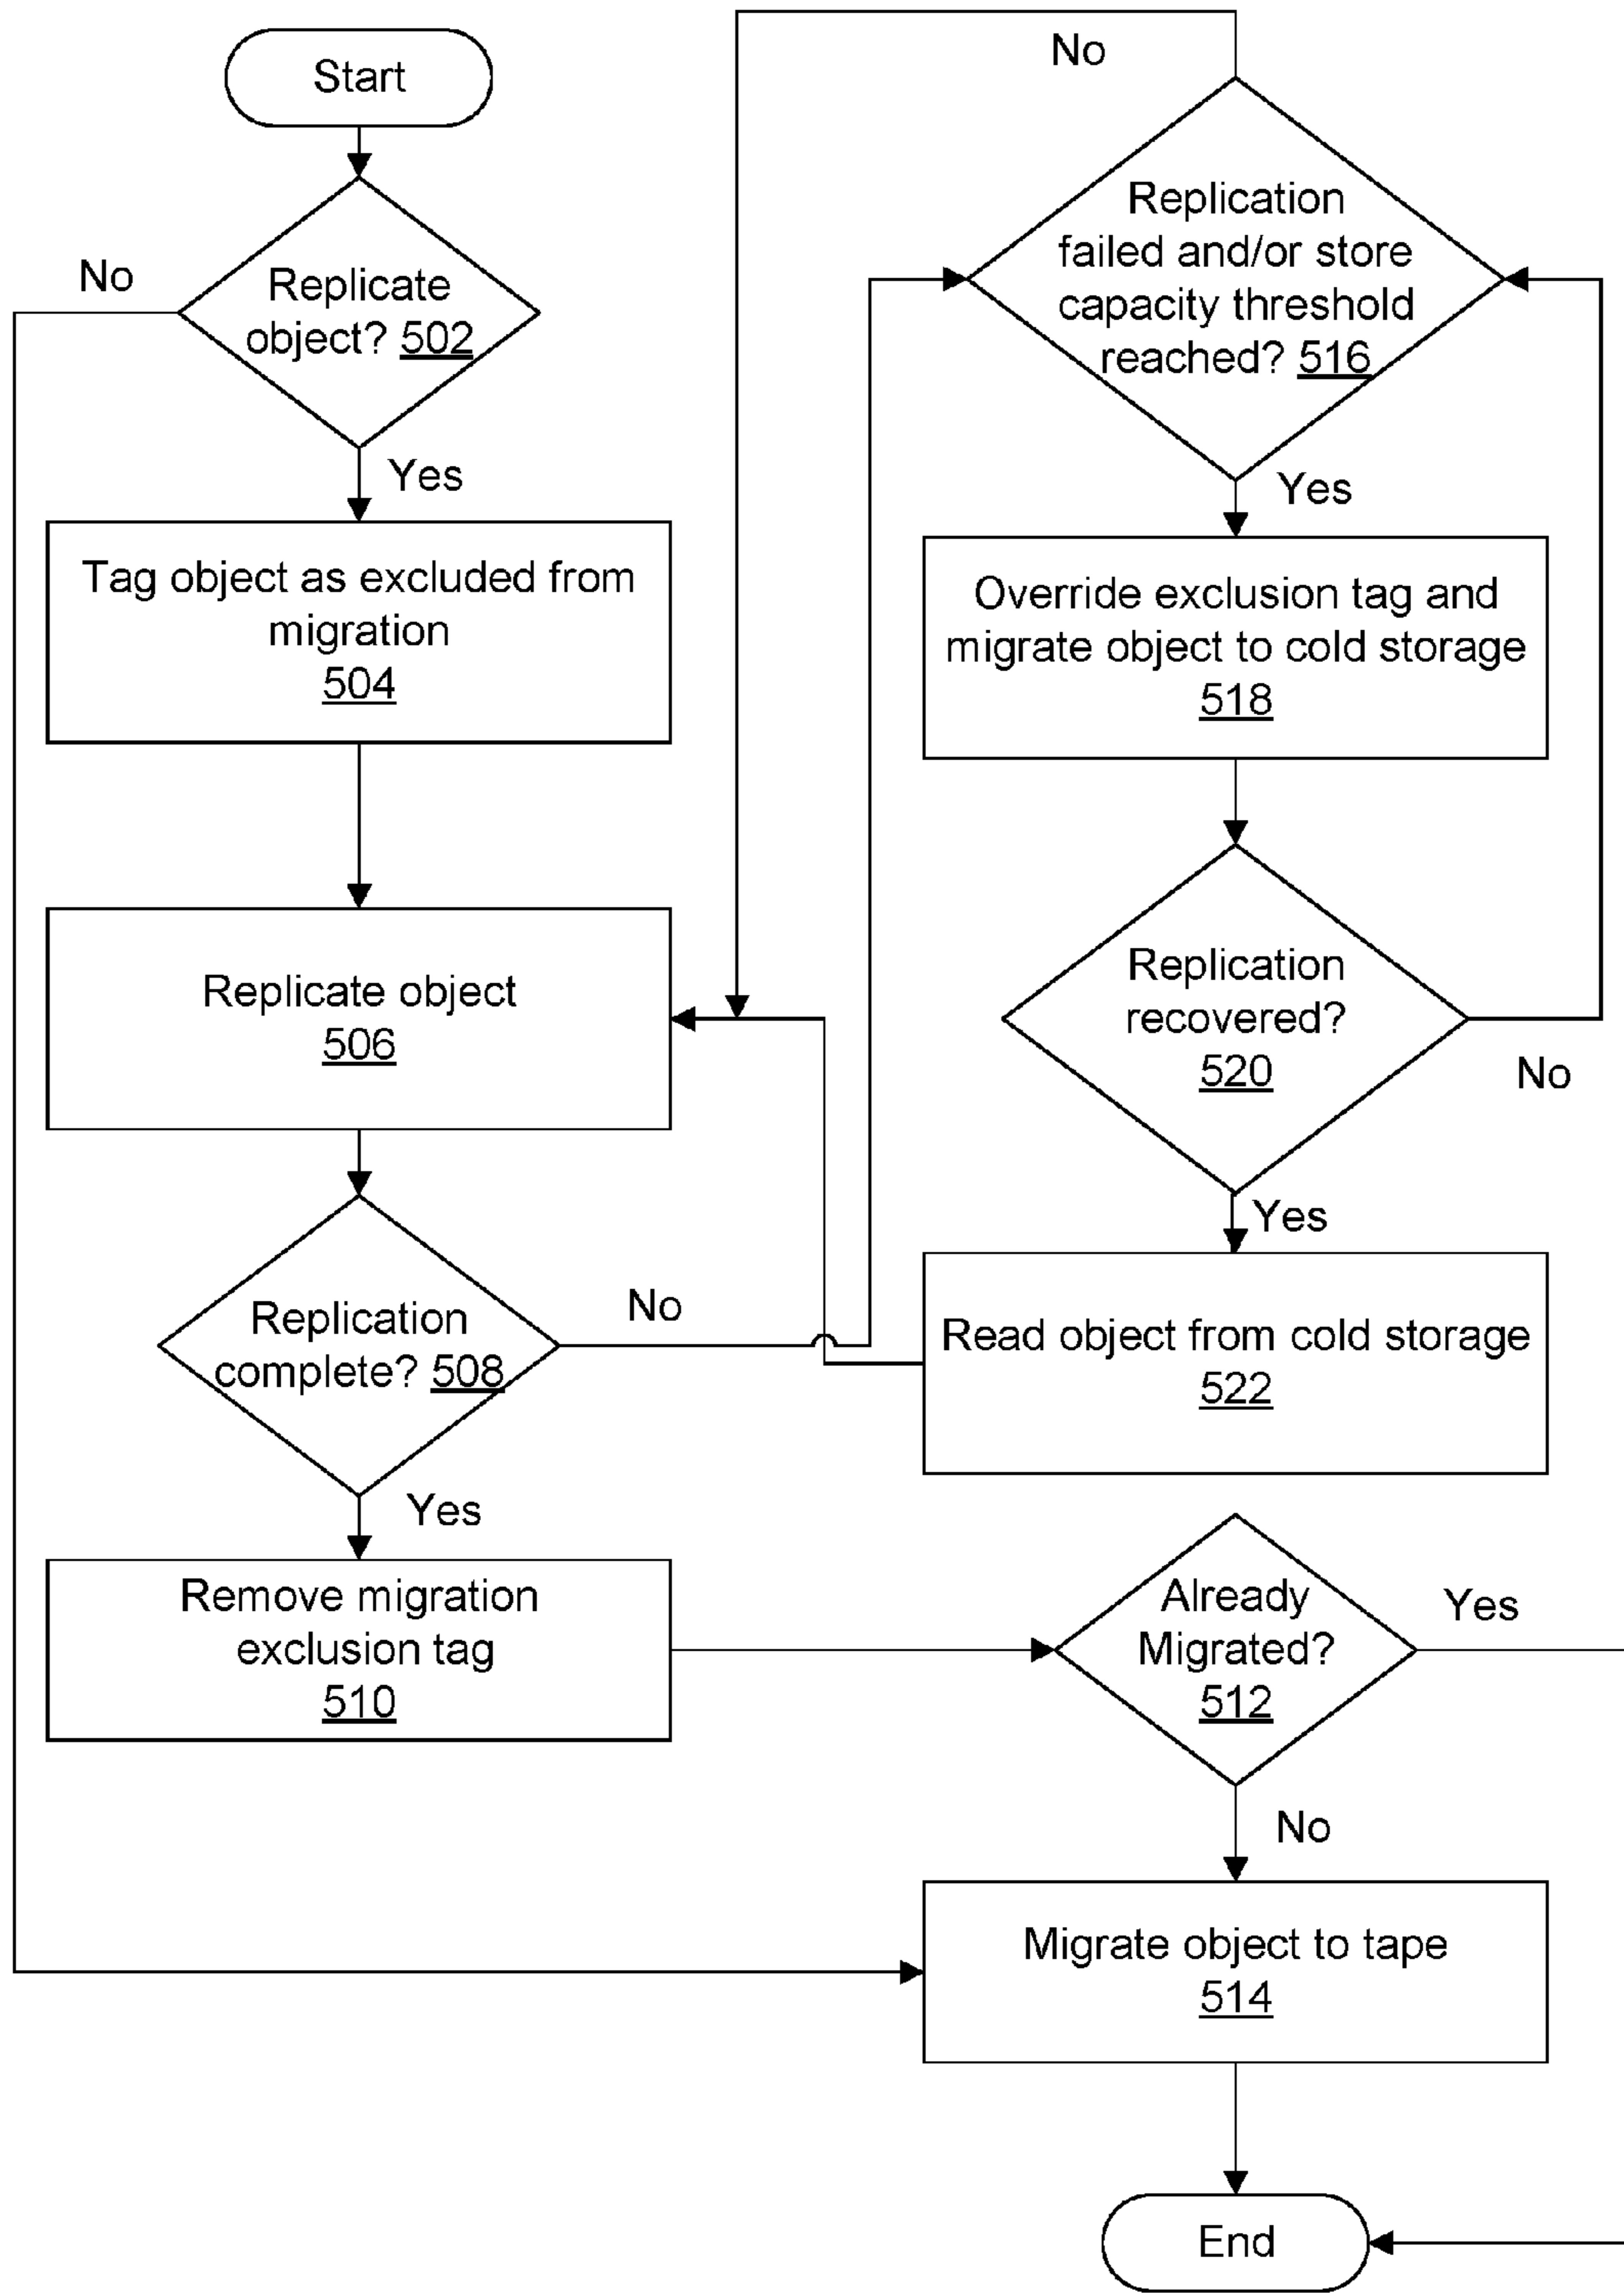 Start
No
Replicate
object? 502
Yes
Tag object as excluded from
migration
504
Replicate object
506
Replication
complete? 508
No
Yes
Remove migration
exclusion tag
510
No
Replication
failed and/or store
capacity threshold
reached? 516
Yes
Override exclusion tag and
migrate object to cold storage
518
Replication
recovered?
520
No
Yes
Read object from cold storage
522
Already
Migrated?
512
Yes
No
Migrate object to tape
514
End